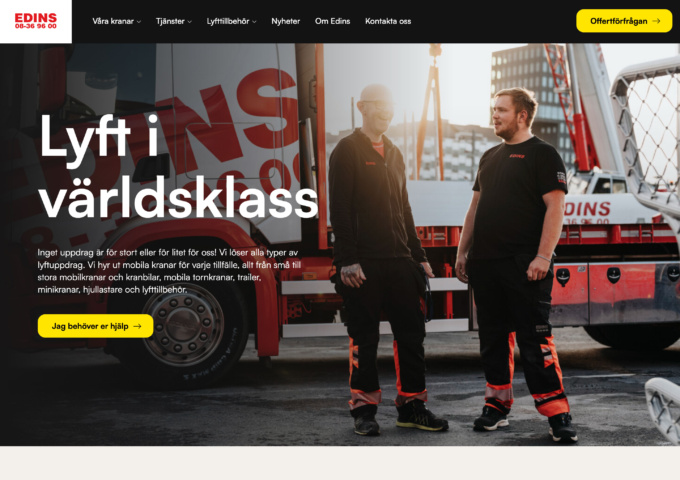 EDINS
08-36 96 00
Våra kranar
Tjänster
Lyfttillbehör
Nyheter
Om Edins
Kontakta oss
Offertförfrågan
Lyft i
världsklass
Inget uppdrag är för stort eller för litet för oss! Vi löser alla typer av
lyftuppdrag. Vi hyr ut mobila kranar för varje tillfälle, allt från små till
stora mobilkranar och kranbilar, mobila tornkranar, trailer,
minikranar, hjullastare och lyfttillbehör.
Jag behöver er hjälp
EDINS
EDINS